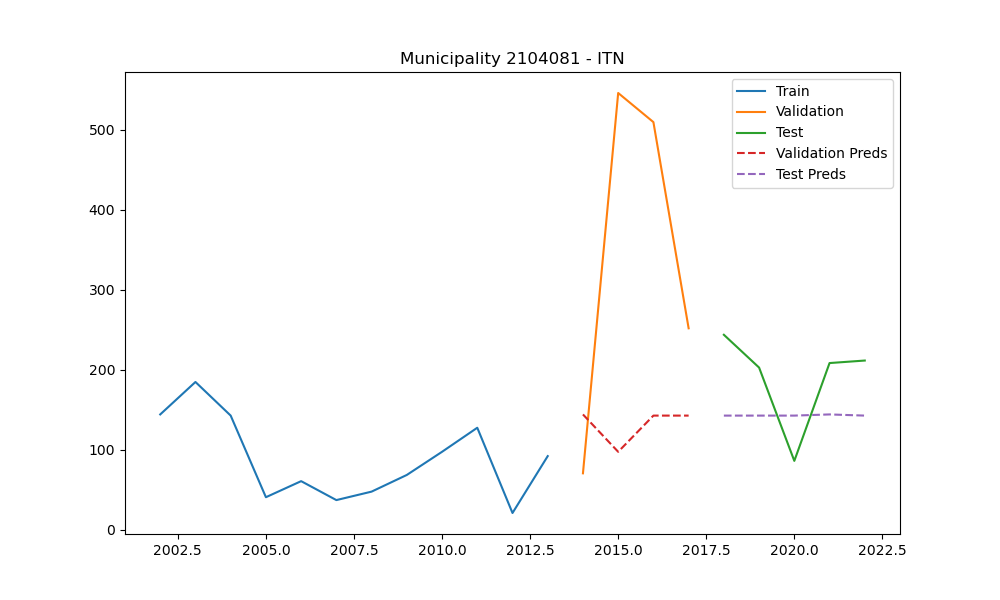 Municipality 2104081 - ITN
Train
Validation
Test
Validation Preds
Test Preds
500
400
300
200
100
0
2002.5 2005.0 2007.5 2010.0 2012.5 2015.0 2017.5 2020.0 2022.5